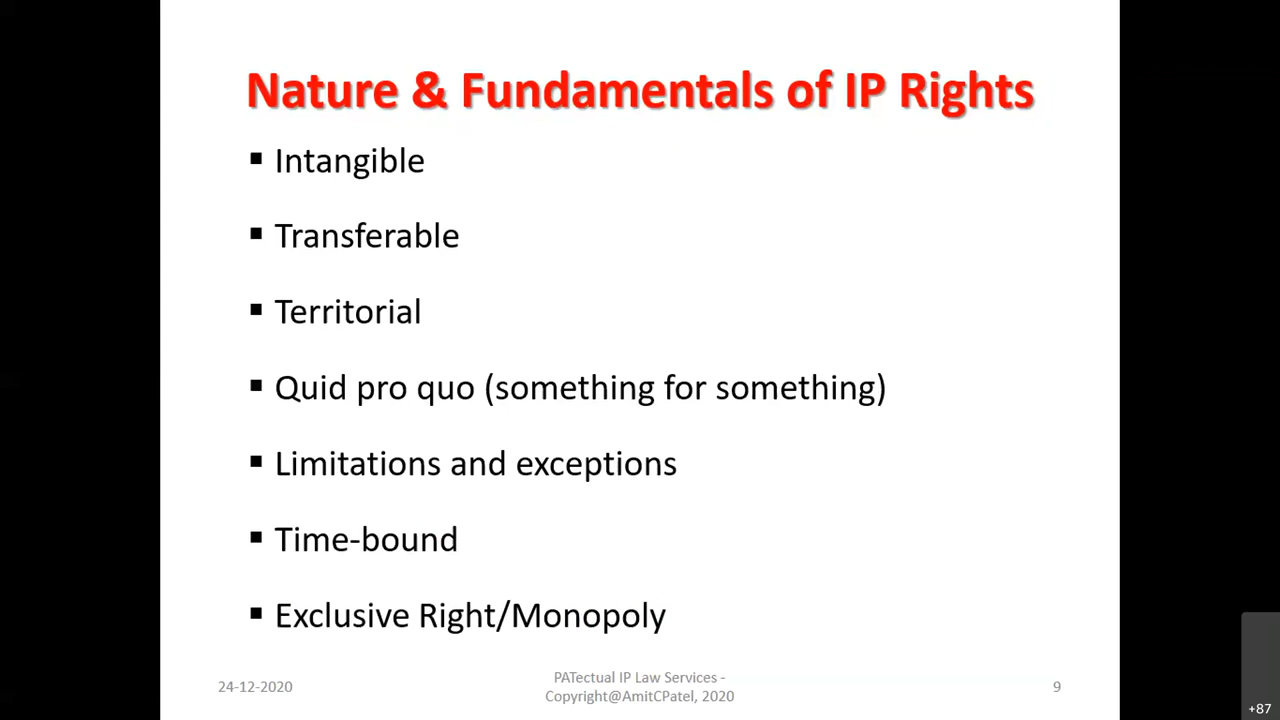 Nature & Fundamentals of IP Rights
▪ Intangible
▪ Transferable
▪ Territorial
▪ Quid pro quo (something for something)
▪ Limitations and exceptions
▪ Time-bound
▪ Exclusive Right/Monopoly
24-12-2020
PATectual IP Law Services -
Copyright@AmitCPatel, 2020
9
+87